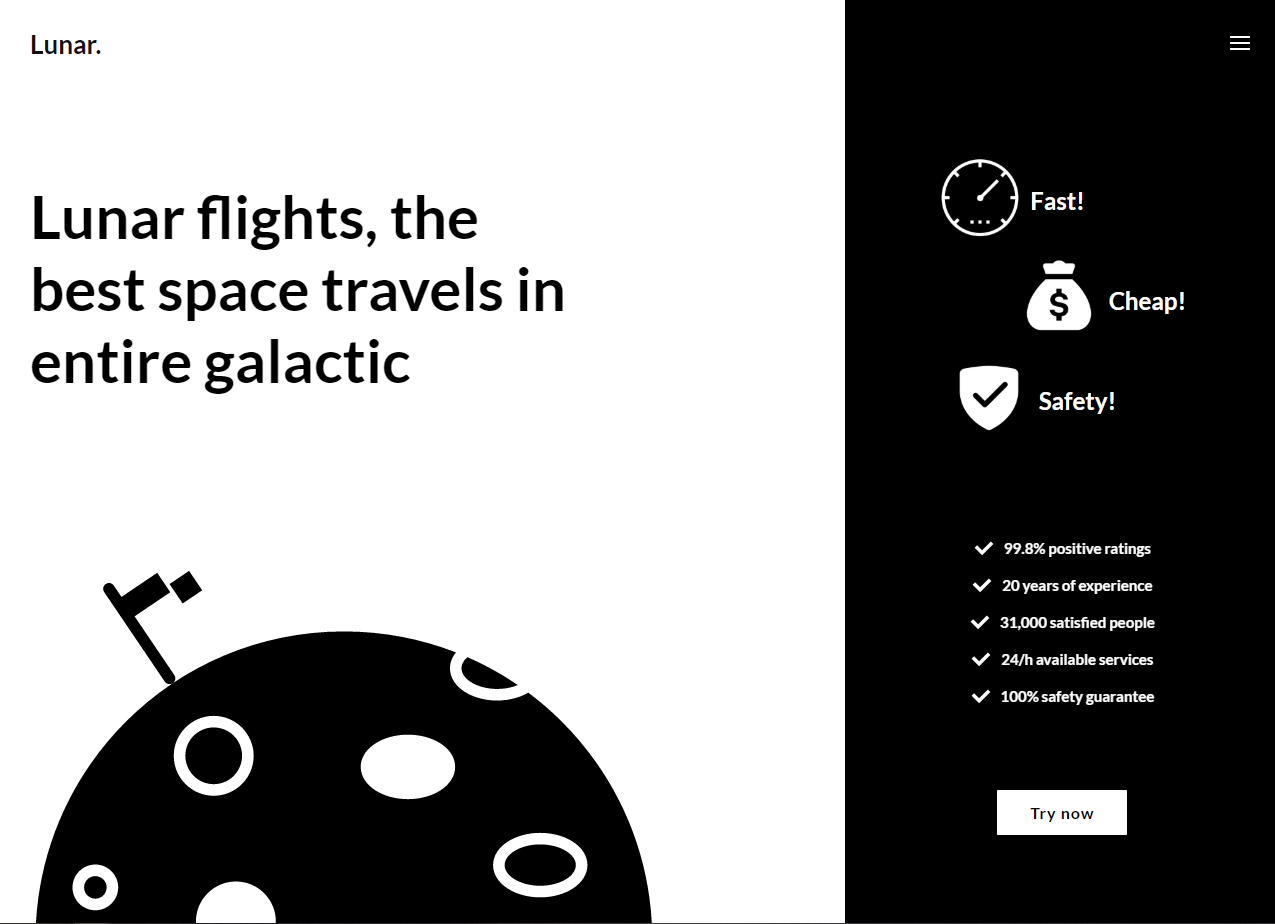 Lunar.
Lunar flights, the
best space travels in
entire galactic
Fast!
$
Cheap!
Safety!
99.8% positive ratings
20 years of experience
31,000 satisfied people
24/h available services
100% safety guarantee
Try now